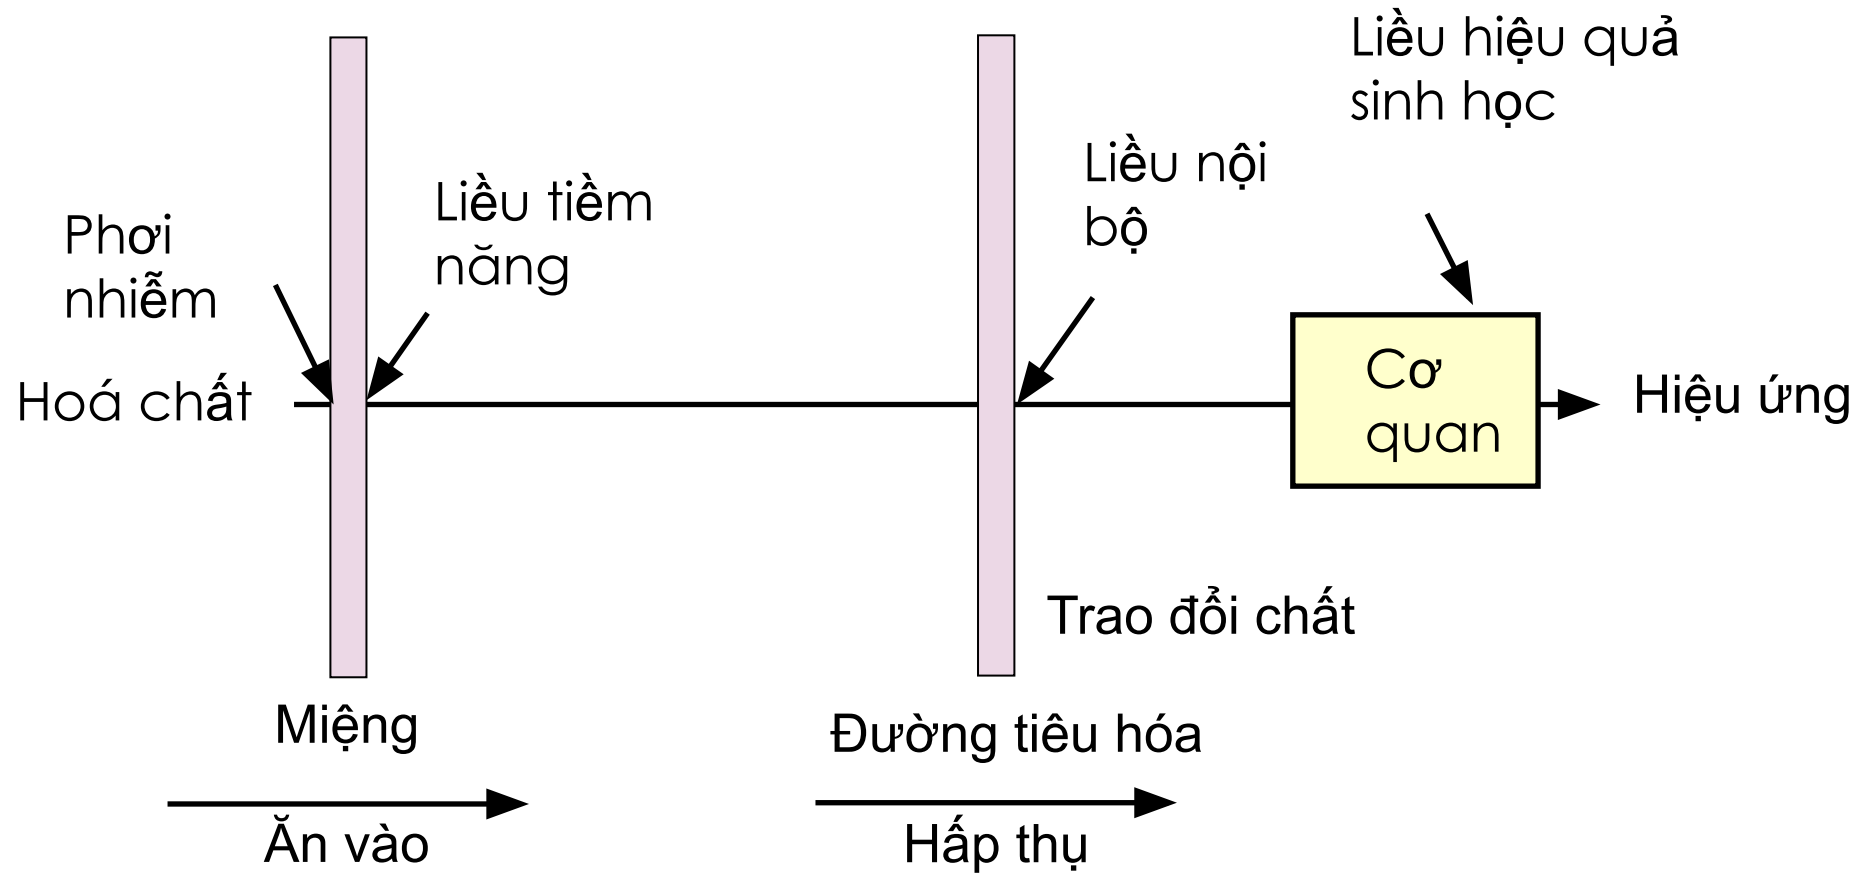 Liều hiệu quả
sinh học
Liều nội
bộ
Liều tiềm
năng
Phơi
nhiễm
Hoá chất
Cơ
quan
Hiệu ứng
Trao đổi chất
Miệng
Đường tiêu hóa
Ăn vào
Hấp thụ